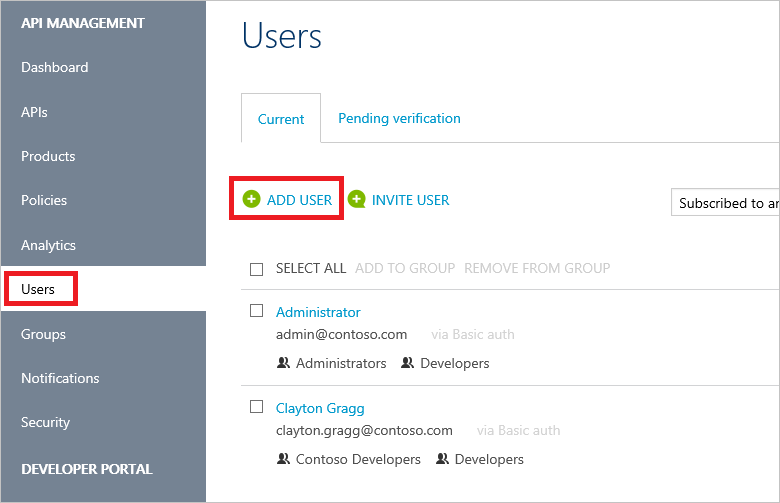 API MANAGEMENT
Dashboard
APIs
Products
Policies
Analytics
Users
Groups
Notifications
Security
DEVELOPER PORTAL
Users
Current
Pending verification
ADD USER
INVITE USER
Subscribed to ar
SELECT ALL ADD TO GROUP REMOVE FROM GROUP
Administrator
admin@contoso.com via Basic auth
Administrators Developers
Clayton Gragg
clayton.gragg@contoso.com via Basic auth
Contoso Developers Developers